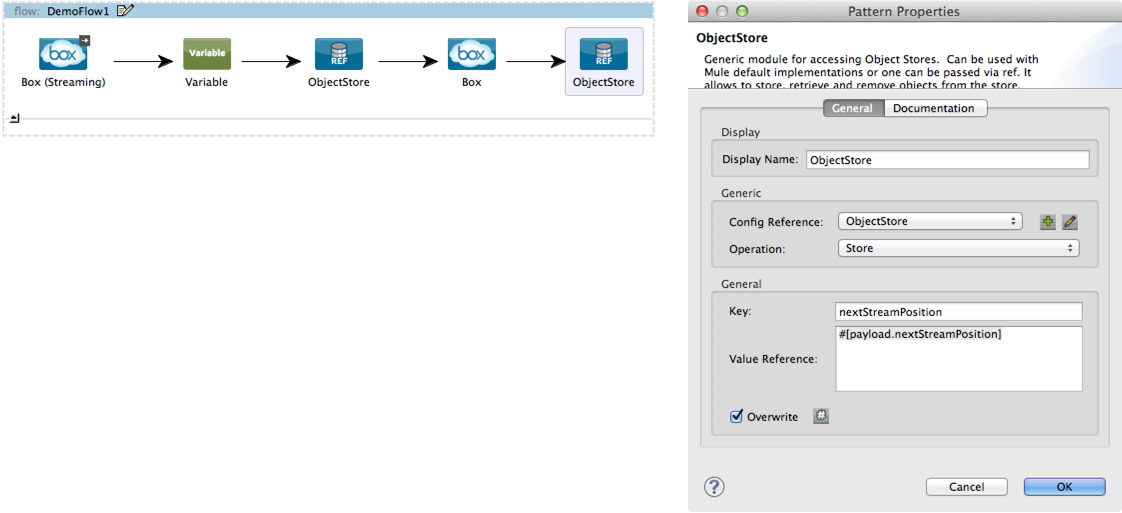 flow: DemoFlow1
box
Variable
REF
box
REF
Box (Streaming)
Variable
ObjectStore
Box
ObjectStore
Pattern Properties
ObjectStore
Generic module for accessing Object Stores. Can be used with
Mule default implementations or one can be passed via ref. It
allows to store, retrieve and remove objects from the store.
General
Documentation
Display
Display Name:
ObjectStore
Generic
Config Reference:
ObjectStore
Operation:
Store
General
Key:
nextStreamPosition
Value Reference:
#[payload.nextStreamPosition]
Overwrite
#
?
Cancel
OK